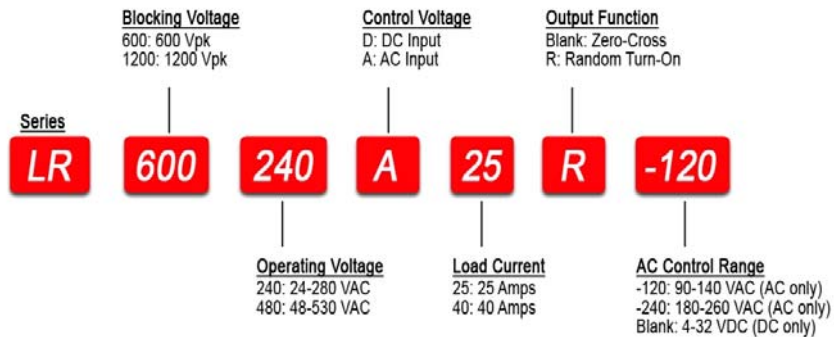 Blocking Voltage
600: 600 Vpk
1200: 1200 Vpk
Control Voltage
D: DC Input
A: AC Input
Output Function
Blank: Zero-Cross
R: Random Turn-On
Series
LR 600 240 A 25 R -120
Operating Voltage
240: 24-280 VAC
480: 48-530 VAC
Load Current
25: 25 Amps
40: 40 Amps
AC Control Range
-120: 90-140 VAC (AC only)
-240: 180-260 VAC (AC only)
Blank: 4-32 VDC (DC only)